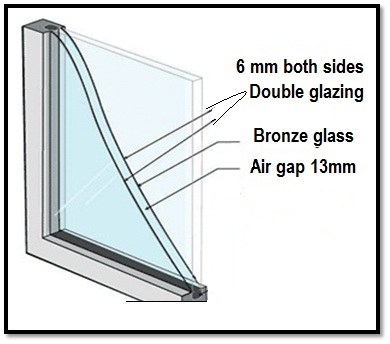 6 mm both sides
Double glazing
Bronze glass
Air gap 13mm